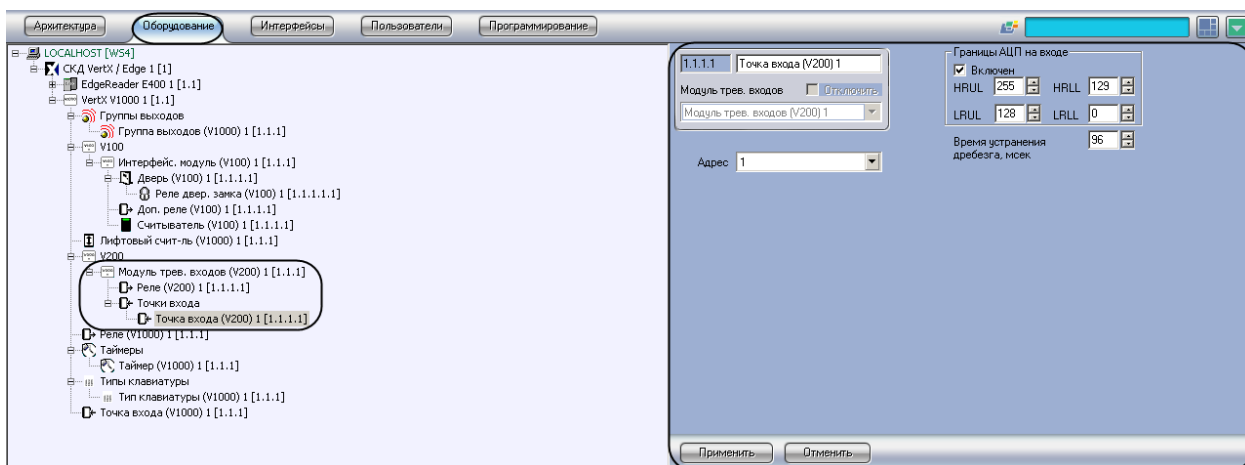 Архитектура Оборудование Интерфейсы Пользователи Программирование
LOCALHOST [WS4]
СКД VertX / Edge 1 [1]
EdgeReader E400 1 [1.1]
VertX V1000 1 [1.1]
Группы выходов
Группа выходов (V1000) 1 [1.1.1]
V100
Интерфейс. модуль (V100) 1 [1.1.1]
Дверь (V100) 1 [1.1.1.1]
Реле двер. замка (V100) 1 [1.1.1.1.1]
Доп. реле (V100) 1 [1.1.1.1]
Считыватель (V100) 1 [1.1.1.1]
Лифтовый счит-ль (V1000) 1 [1.1.1]
V200
Модуль трев. входов (V200) 1 [1.1.1]
Реле (V200) 1 [1.1.1.1]
Точки входа
Точка входа (V200) 1 [1.1.1.1]
Реле (V1000) 1 [1.1.1]
Таймеры
Таймер (V1000) 1 [1.1.1]
Типы клавиатуры
Тип клавиатуры (V1000) 1 [1.1.1]
Точка входа (V1000) 1 [1.1.1]
1.1.1.1 Точка входа (V200) 1
Модуль трев. входов Отключить
Модуль трев. входов (V200) 1
Адрес 1
Границы АЦП на входе
Включен
HRUL 255 HRLL 129
LRUL 128 LRLL 0
Время устранения дребезга, мсек 96
Применить Отменить